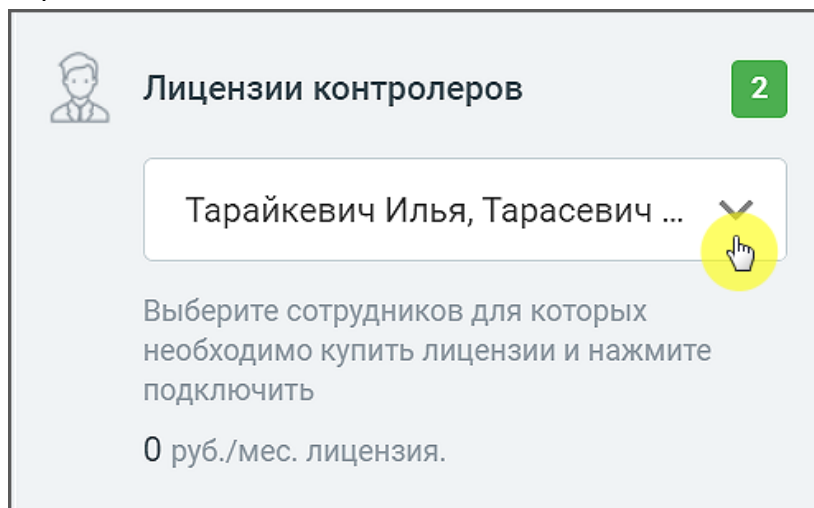 Лицензии контролеров
2
Тарайкевич Илья, Тарасевич ...
Выберите сотрудников для которых
необходимо купить лицензии и нажмите
подключить
0 руб./мес. лицензия.